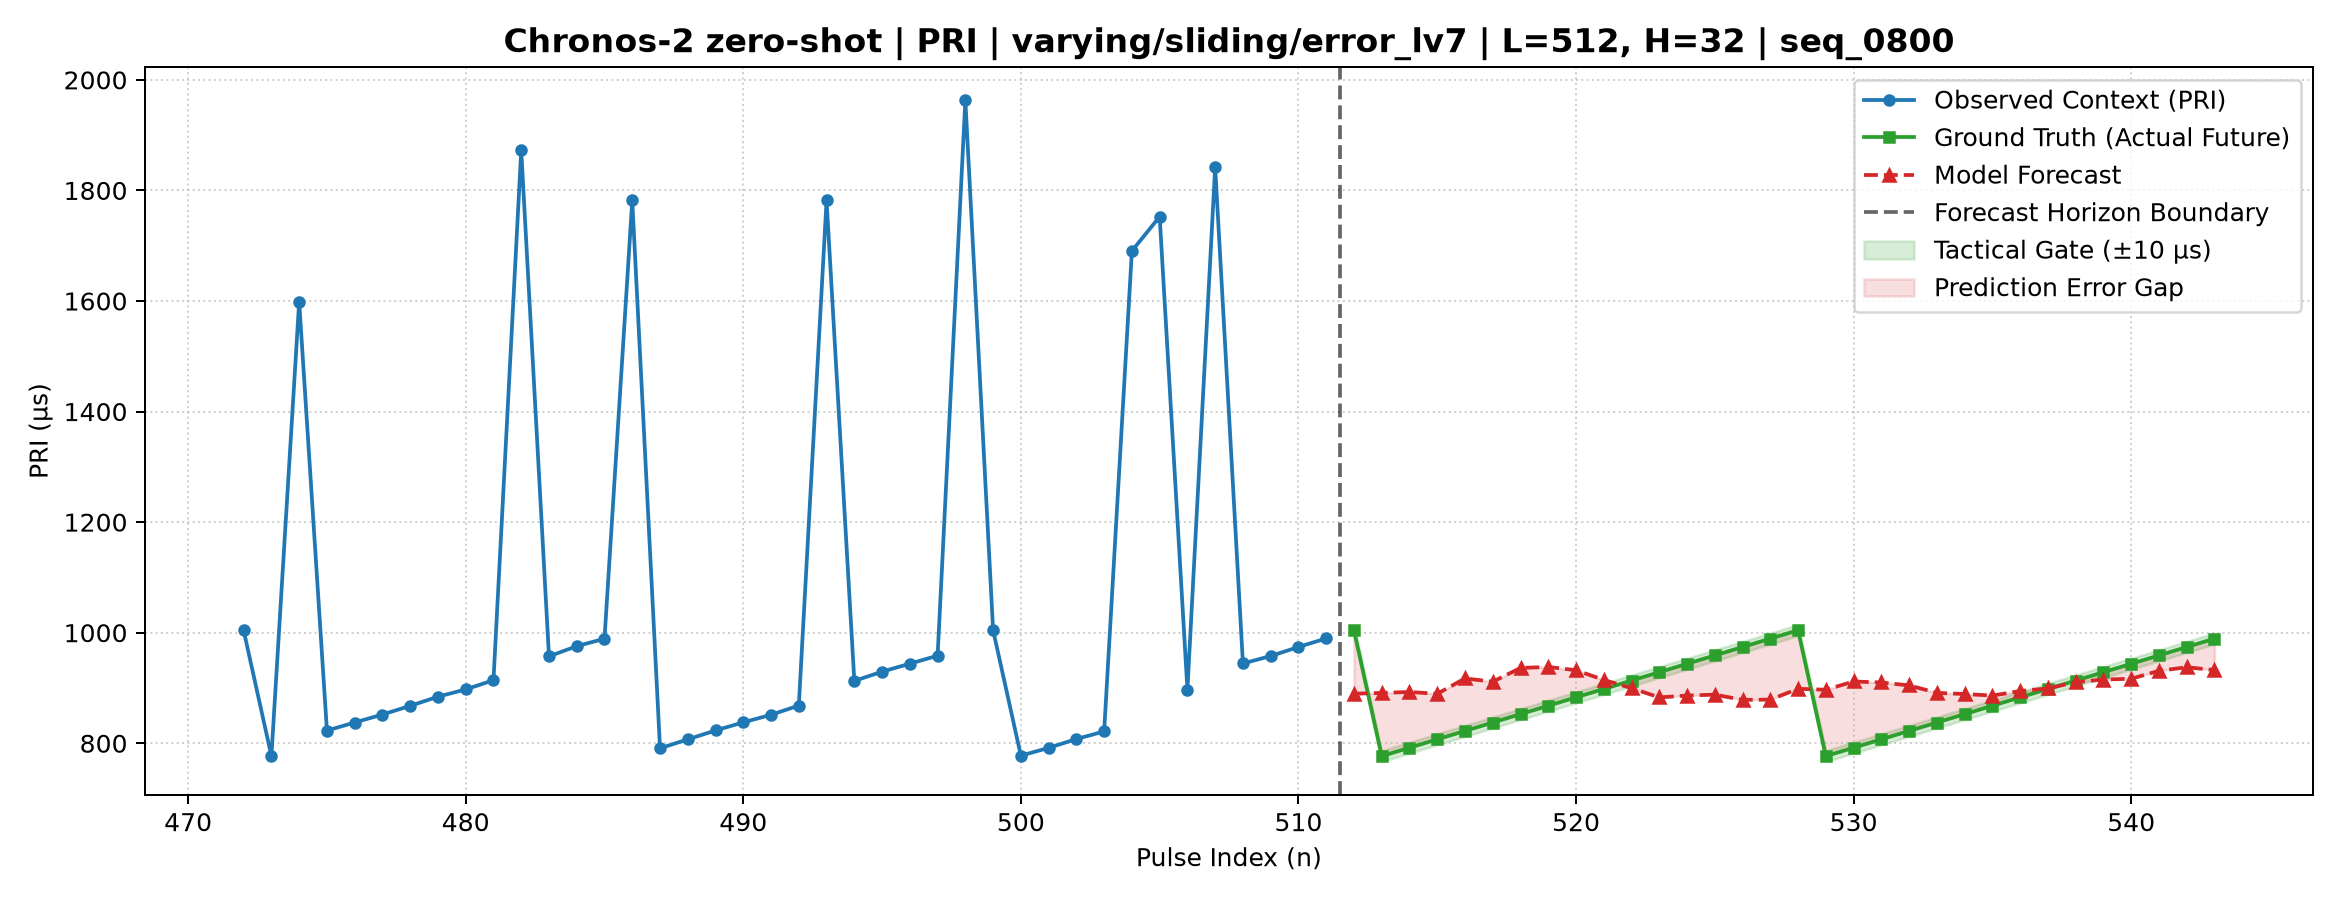 Chronos-2 zero-shot | PRI | varying/sliding/error_lv7 | L=512, H=32 | seq_0800
2000
1800
1600
1400
1200
1000
800
PRI (µs)
Observed Context (PRI)
Ground Truth (Actual Future)
Model Forecast
Forecast Horizon Boundary
Tactical Gate (±10 µs)
Prediction Error Gap
470 480 490 500 510 520 530 540
Pulse Index (n)